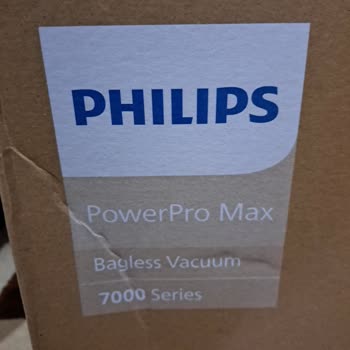 PHILIPS
PowerPro Max
Bagless Vacuum
7000 Series